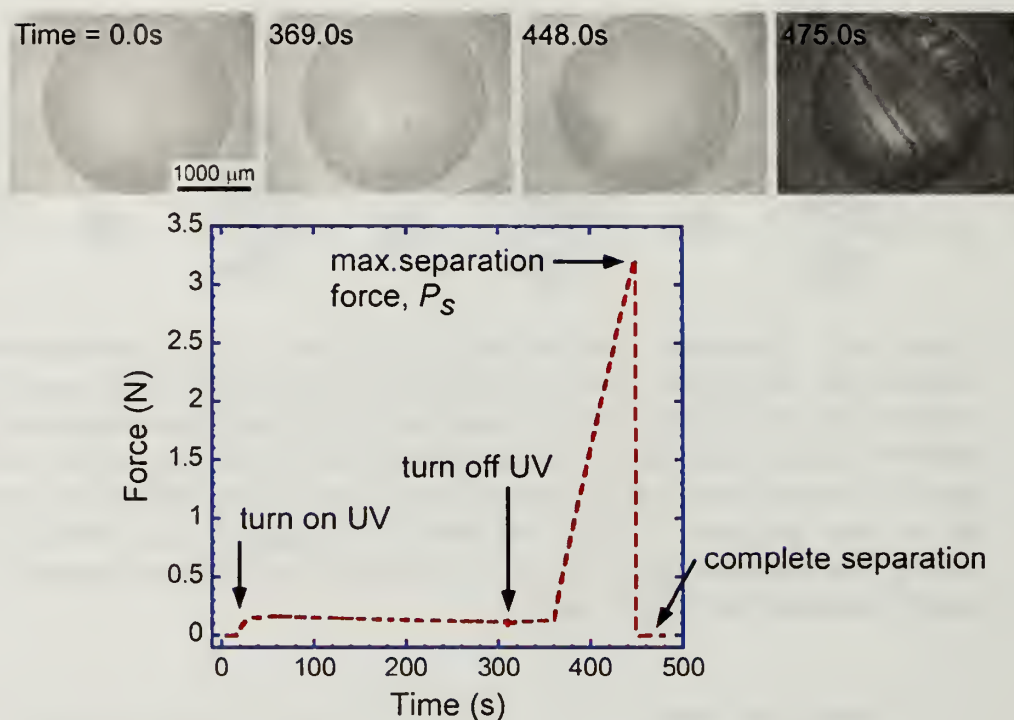 Time = 0.0s
369.0s
448.0s
475.0s
1000 μm
3.5
3
2.5
2
1.5
1
0.5
0
Force (N)
max.separation
force, PS
turn off UV
turn on UV
complete separation
0
100
200
300
400
500
Time (s)